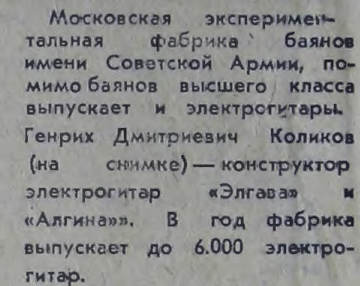 Московская эксперимен-
тальная фабрика баянов
имени Советской Армии, по-
мимо баянов высшего класса
выпускает и электрогитары.
Генрих Дмитриевич Коликов
(на снимке) — конструктор
электрогитар «Элгава» и
«Алгина»». В год фабрика
выпускает до 6.000 электро-
гитар.